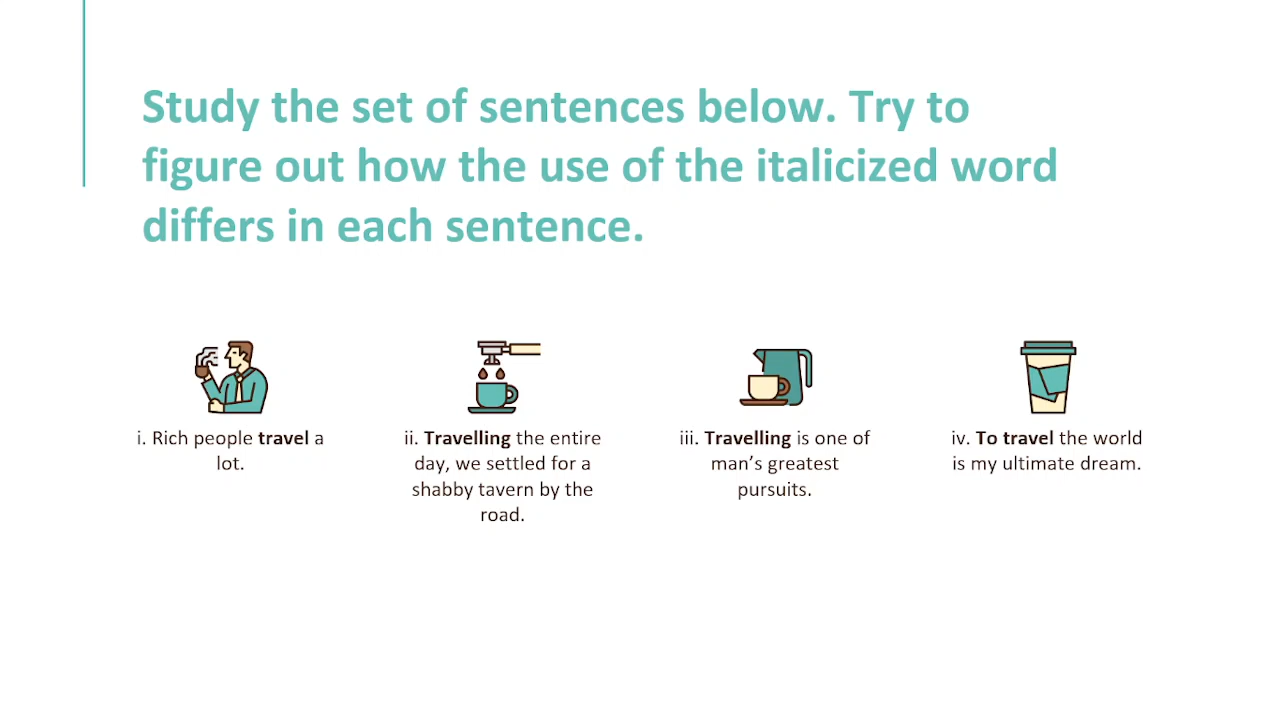 Study the set of sentences below. Try to
figure out how the use of the italicized word
differs in each sentence.
i. Rich people travel a
lot.
ii. Travelling the entire
day, we settled for a
shabby tavern by the
road.
iii. Travelling is one of
man’s greatest
pursuits.
iv. To travel the world
is my ultimate dream.